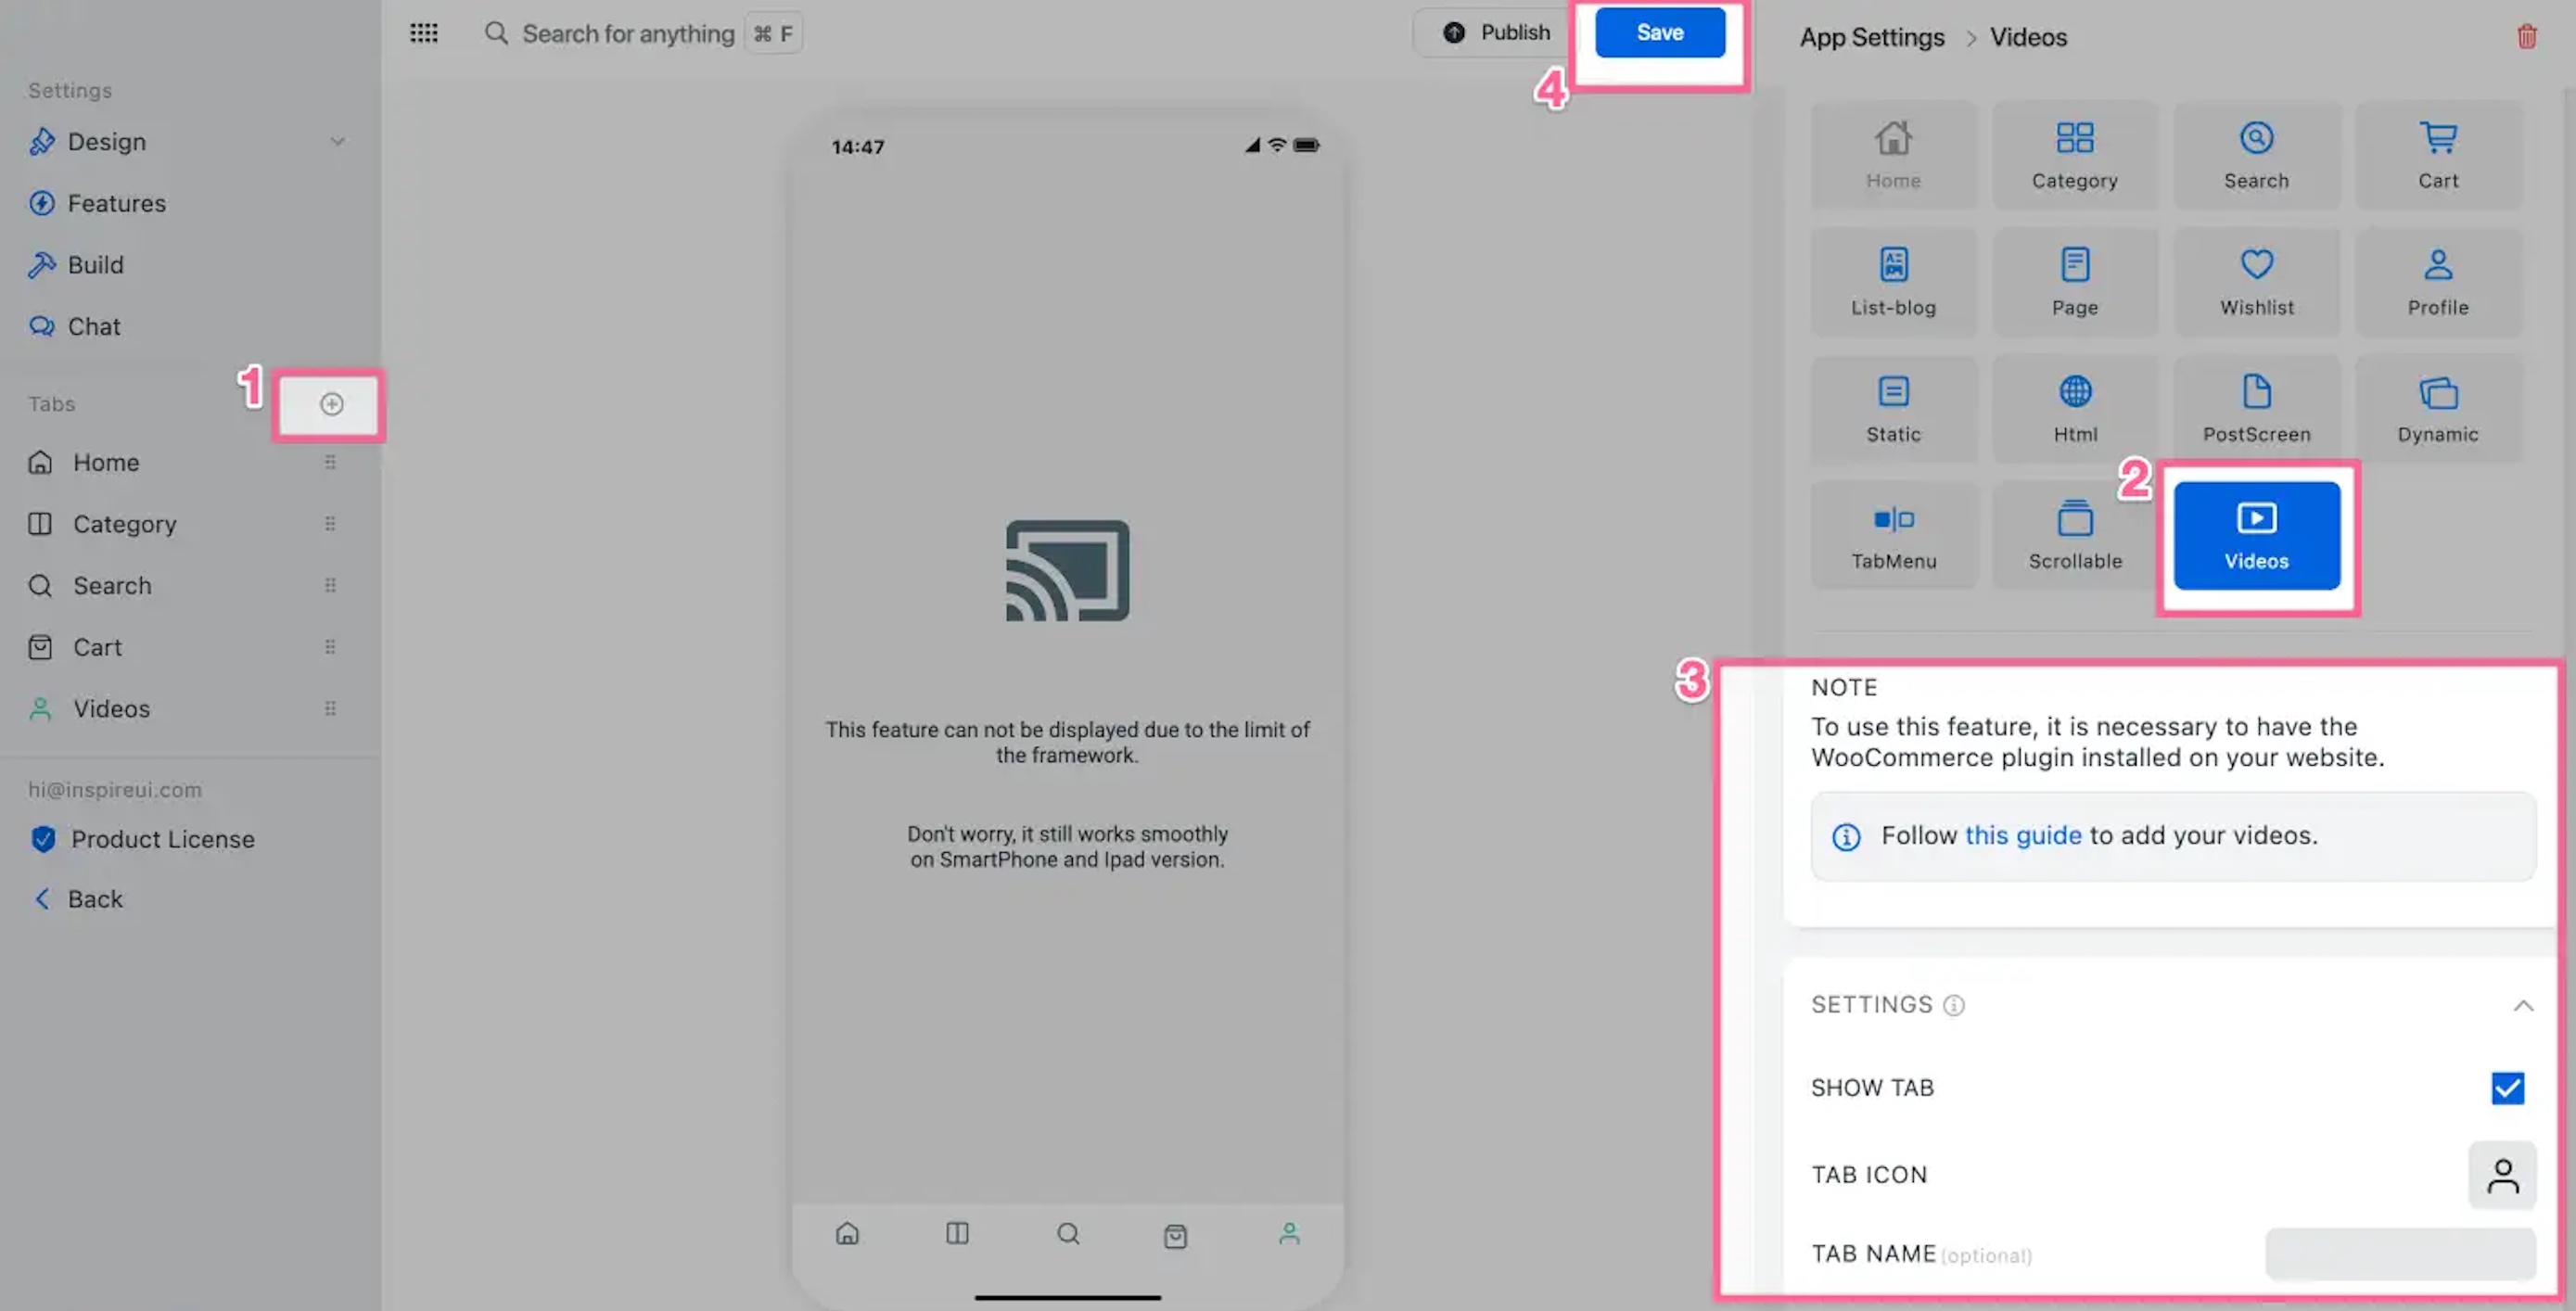 Settings
Design
Features
Build
Chat
1
Tabs
Home
Category
Search
Cart
Videos
hi@inspireui.com
Product License
Back
Search for anything ⌘ F
Publish
Save
4
14:47
This feature can not be displayed due to the limit of
the framework.
Don't worry, it still works smoothly
on SmartPhone and Ipad version.
App Settings > Videos
Home Category Search Cart
List-blog Page Wishlist Profile
Static Html PostScreen Dynamic
2
TabMenu Scrollable Videos
3
NOTE
To use this feature, it is necessary to have the
WooCommerce plugin installed on your website.
Follow this guide to add your videos.
SETTINGS
SHOW TAB
TAB ICON
TAB NAME (optional)